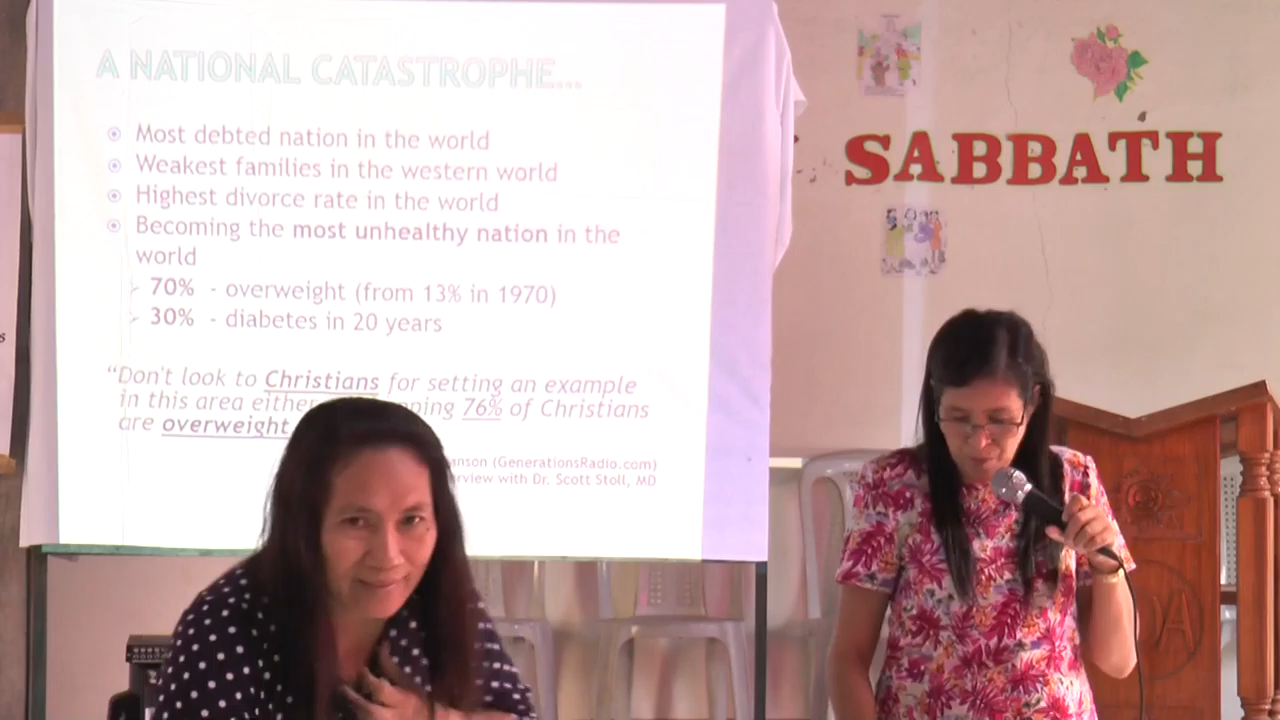 A NATIONAL CATASTROPHE...
Most debted nation in the world
Weakest families in the western world
Highest divorce rate in the world
Becoming the most unhealthy nation in the
world
70% - overweight (from 13% in 1970)
30% - diabetes in 20 years
“Don't look to Christians for setting an example
in this area 76% of Christians
are overweight
(GenerationsRadio.com)
with Dr. Scott Stoll, MD
SABBATH